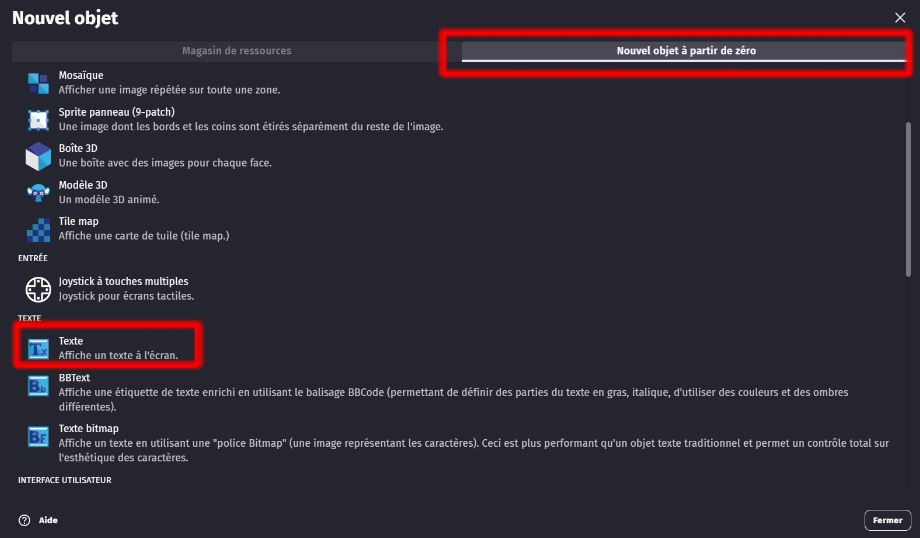 Nouvel objet
Magasin de ressources
Nouvel objet à partir de zéro
Mosaïque
Afficher une image répétée sur toute une zone.
Sprite panneau (9-patch)
Une image dont les bords et les coins sont étirés séparément du reste de l'image.
Boîte 3D
Une boîte avec des images pour chaque face.
Modèle 3D
Un modèle 3D animé.
Tile map
Affiche une carte de tuile (tile map.)
ENTRÉE
Joystick à touches multiples
Joystick pour écrans tactiles.
TEXTE
Tx
Texte
Affiche un texte à l'écran.
Bb
BBText
Affiche une étiquette de texte enrichi en utilisant le balisage BBCode (permettant de définir des parties du texte en gras, italique, d'utiliser des couleurs et des ombres
différentes).
Bf
Texte bitmap
Affiche un texte en utilisant une "police Bitmap" (une image représentant les caractères). Ceci est plus performant qu'un objet texte traditionnel et permet un contrôle total sur
l'esthétique des caractères.
INTERFACE UTILISATEUR
Aide
Fermer